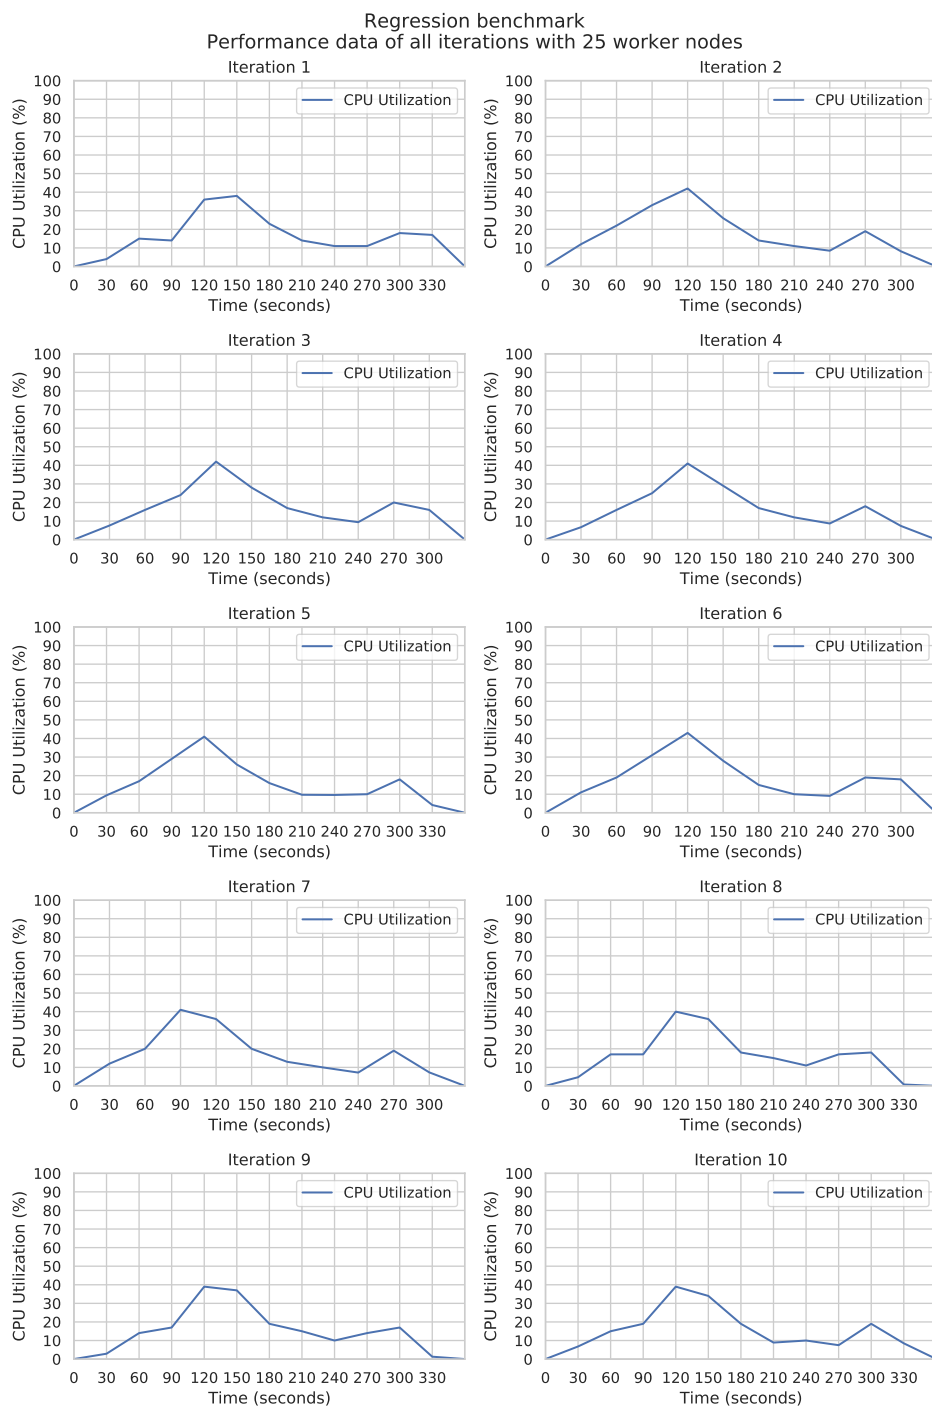 Regression benchmark
Performance data of all iterations with 25 worker nodes
Iteration 1
CPU Utilization (%)
100
90
80
70
60
50
40
30
20
10
0
CPU Utilization
0 30 60 90 120 150 180 210 240 270 300 330
Time (seconds)
Iteration 2
CPU Utilization (%)
100
90
80
70
60
50
40
30
20
10
0
CPU Utilization
0 30 60 90 120 150 180 210 240 270 300
Time (seconds)
Iteration 3
CPU Utilization (%)
100
90
80
70
60
50
40
30
20
10
0
CPU Utilization
0 30 60 90 120 150 180 210 240 270 300
Time (seconds)
Iteration 4
CPU Utilization (%)
100
90
80
70
60
50
40
30
20
10
0
CPU Utilization
0 30 60 90 120 150 180 210 240 270 300
Time (seconds)
Iteration 5
CPU Utilization (%)
100
90
80
70
60
50
40
30
20
10
0
CPU Utilization
0 30 60 90 120 150 180 210 240 270 300 330
Time (seconds)
Iteration 6
CPU Utilization (%)
100
90
80
70
60
50
40
30
20
10
0
CPU Utilization
0 30 60 90 120 150 180 210 240 270 300
Time (seconds)
Iteration 7
CPU Utilization (%)
100
90
80
70
60
50
40
30
20
10
0
CPU Utilization
0 30 60 90 120 150 180 210 240 270 300
Time (seconds)
Iteration 8
CPU Utilization (%)
100
90
80
70
60
50
40
30
20
10
0
CPU Utilization
0 30 60 90 120 150 180 210 240 270 300 330
Time (seconds)
Iteration 9
CPU Utilization (%)
100
90
80
70
60
50
40
30
20
10
0
CPU Utilization
0 30 60 90 120 150 180 210 240 270 300 330
Time (seconds)
Iteration 10
CPU Utilization (%)
100
90
80
70
60
50
40
30
20
10
0
CPU Utilization
0 30 60 90 120 150 180 210 240 270 300 330
Time (seconds)